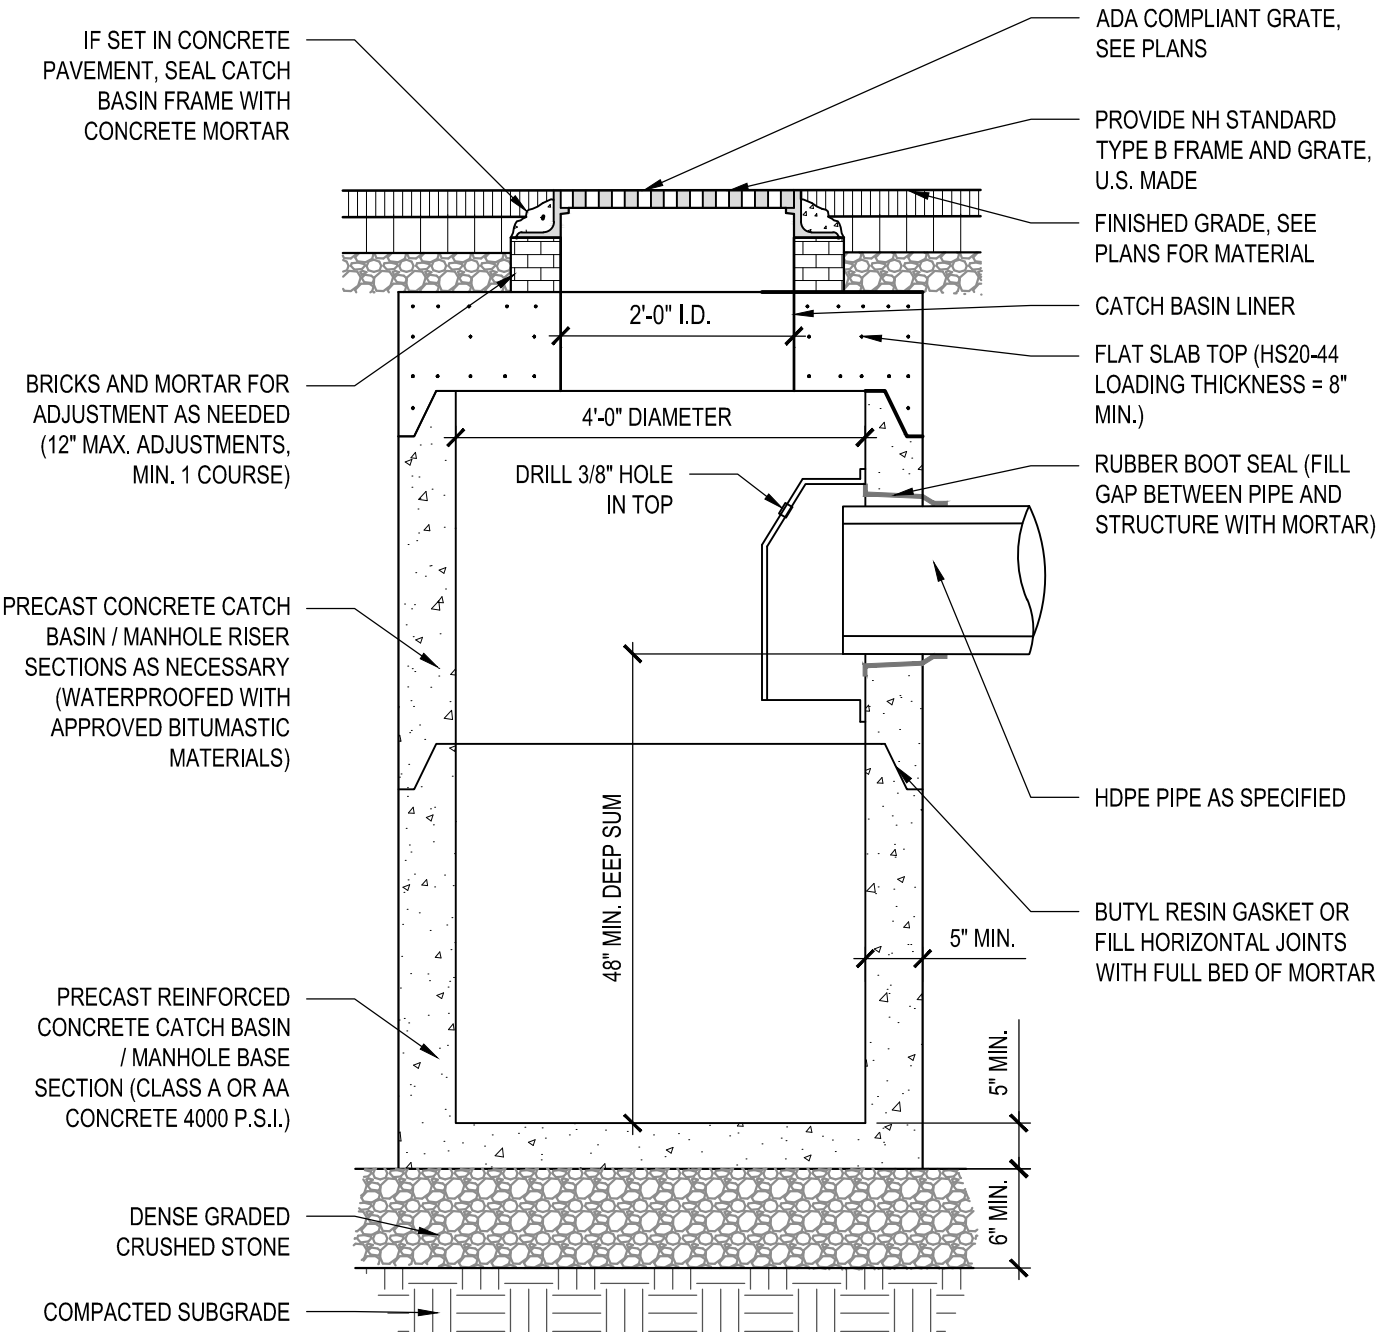 IF SET IN CONCRETE
PAVEMENT, SEAL CATCH
BASIN FRAME WITH
CONCRETE MORTAR
ADA COMPLIANT GRATE,
SEE PLANS
PROVIDE NH STANDARD
TYPE B FRAME AND GRATE,
U.S. MADE
FINISHED GRADE, SEE
PLANS FOR MATERIAL
CATCH BASIN LINER
2'-0" I.D.
FLAT SLAB TOP (HS20-44
LOADING THICKNESS = 8"
MIN.)
BRICKS AND MORTAR FOR
ADJUSTMENT AS NEEDED
(12" MAX. ADJUSTMENTS,
MIN. 1 COURSE)
4'-0" DIAMETER
DRILL 3/8" HOLE
IN TOP
RUBBER BOOT SEAL (FILL
GAP BETWEEN PIPE AND
STRUCTURE WITH MORTAR)
PRECAST CONCRETE CATCH
BASIN / MANHOLE RISER
SECTIONS AS NECESSARY
(WATERPROOFED WITH
APPROVED BITUMASTIC
MATERIALS)
HDPE PIPE AS SPECIFIED
48" MIN. DEEP SUM
BUTYL RESIN GASKET OR
FILL HORIZONTAL JOINTS
WITH FULL BED OF MORTAR
5" MIN.
PRECAST REINFORCED
CONCRETE CATCH BASIN
/ MANHOLE BASE
SECTION (CLASS A OR AA
CONCRETE 4000 P.S.I.)
5" MIN.
6" MIN.
DENSE GRADED
CRUSHED STONE
COMPACTED SUBGRADE